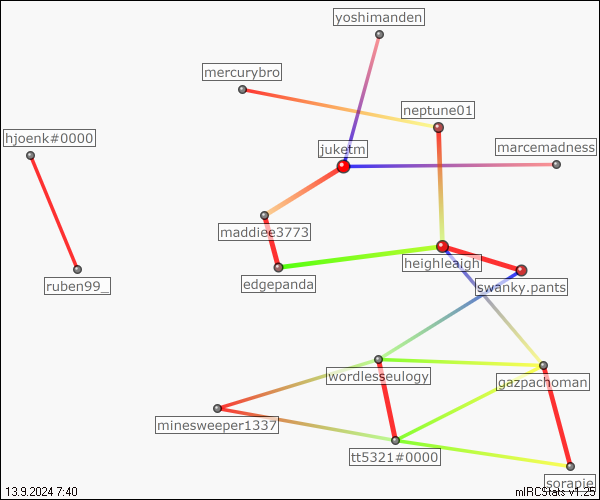 yoshimanden
mercurybro
neptune01
hjoenk#0000
juketm
marcemadness
maddiee3773
heighleaigh
edgepanda
ruben99_
swanky.pants
wordlesseulogy
gazpachoman
minesweeper1337
tt5321#0000
sorapie
13.9.2024 7:40
mIRCStats v1.25